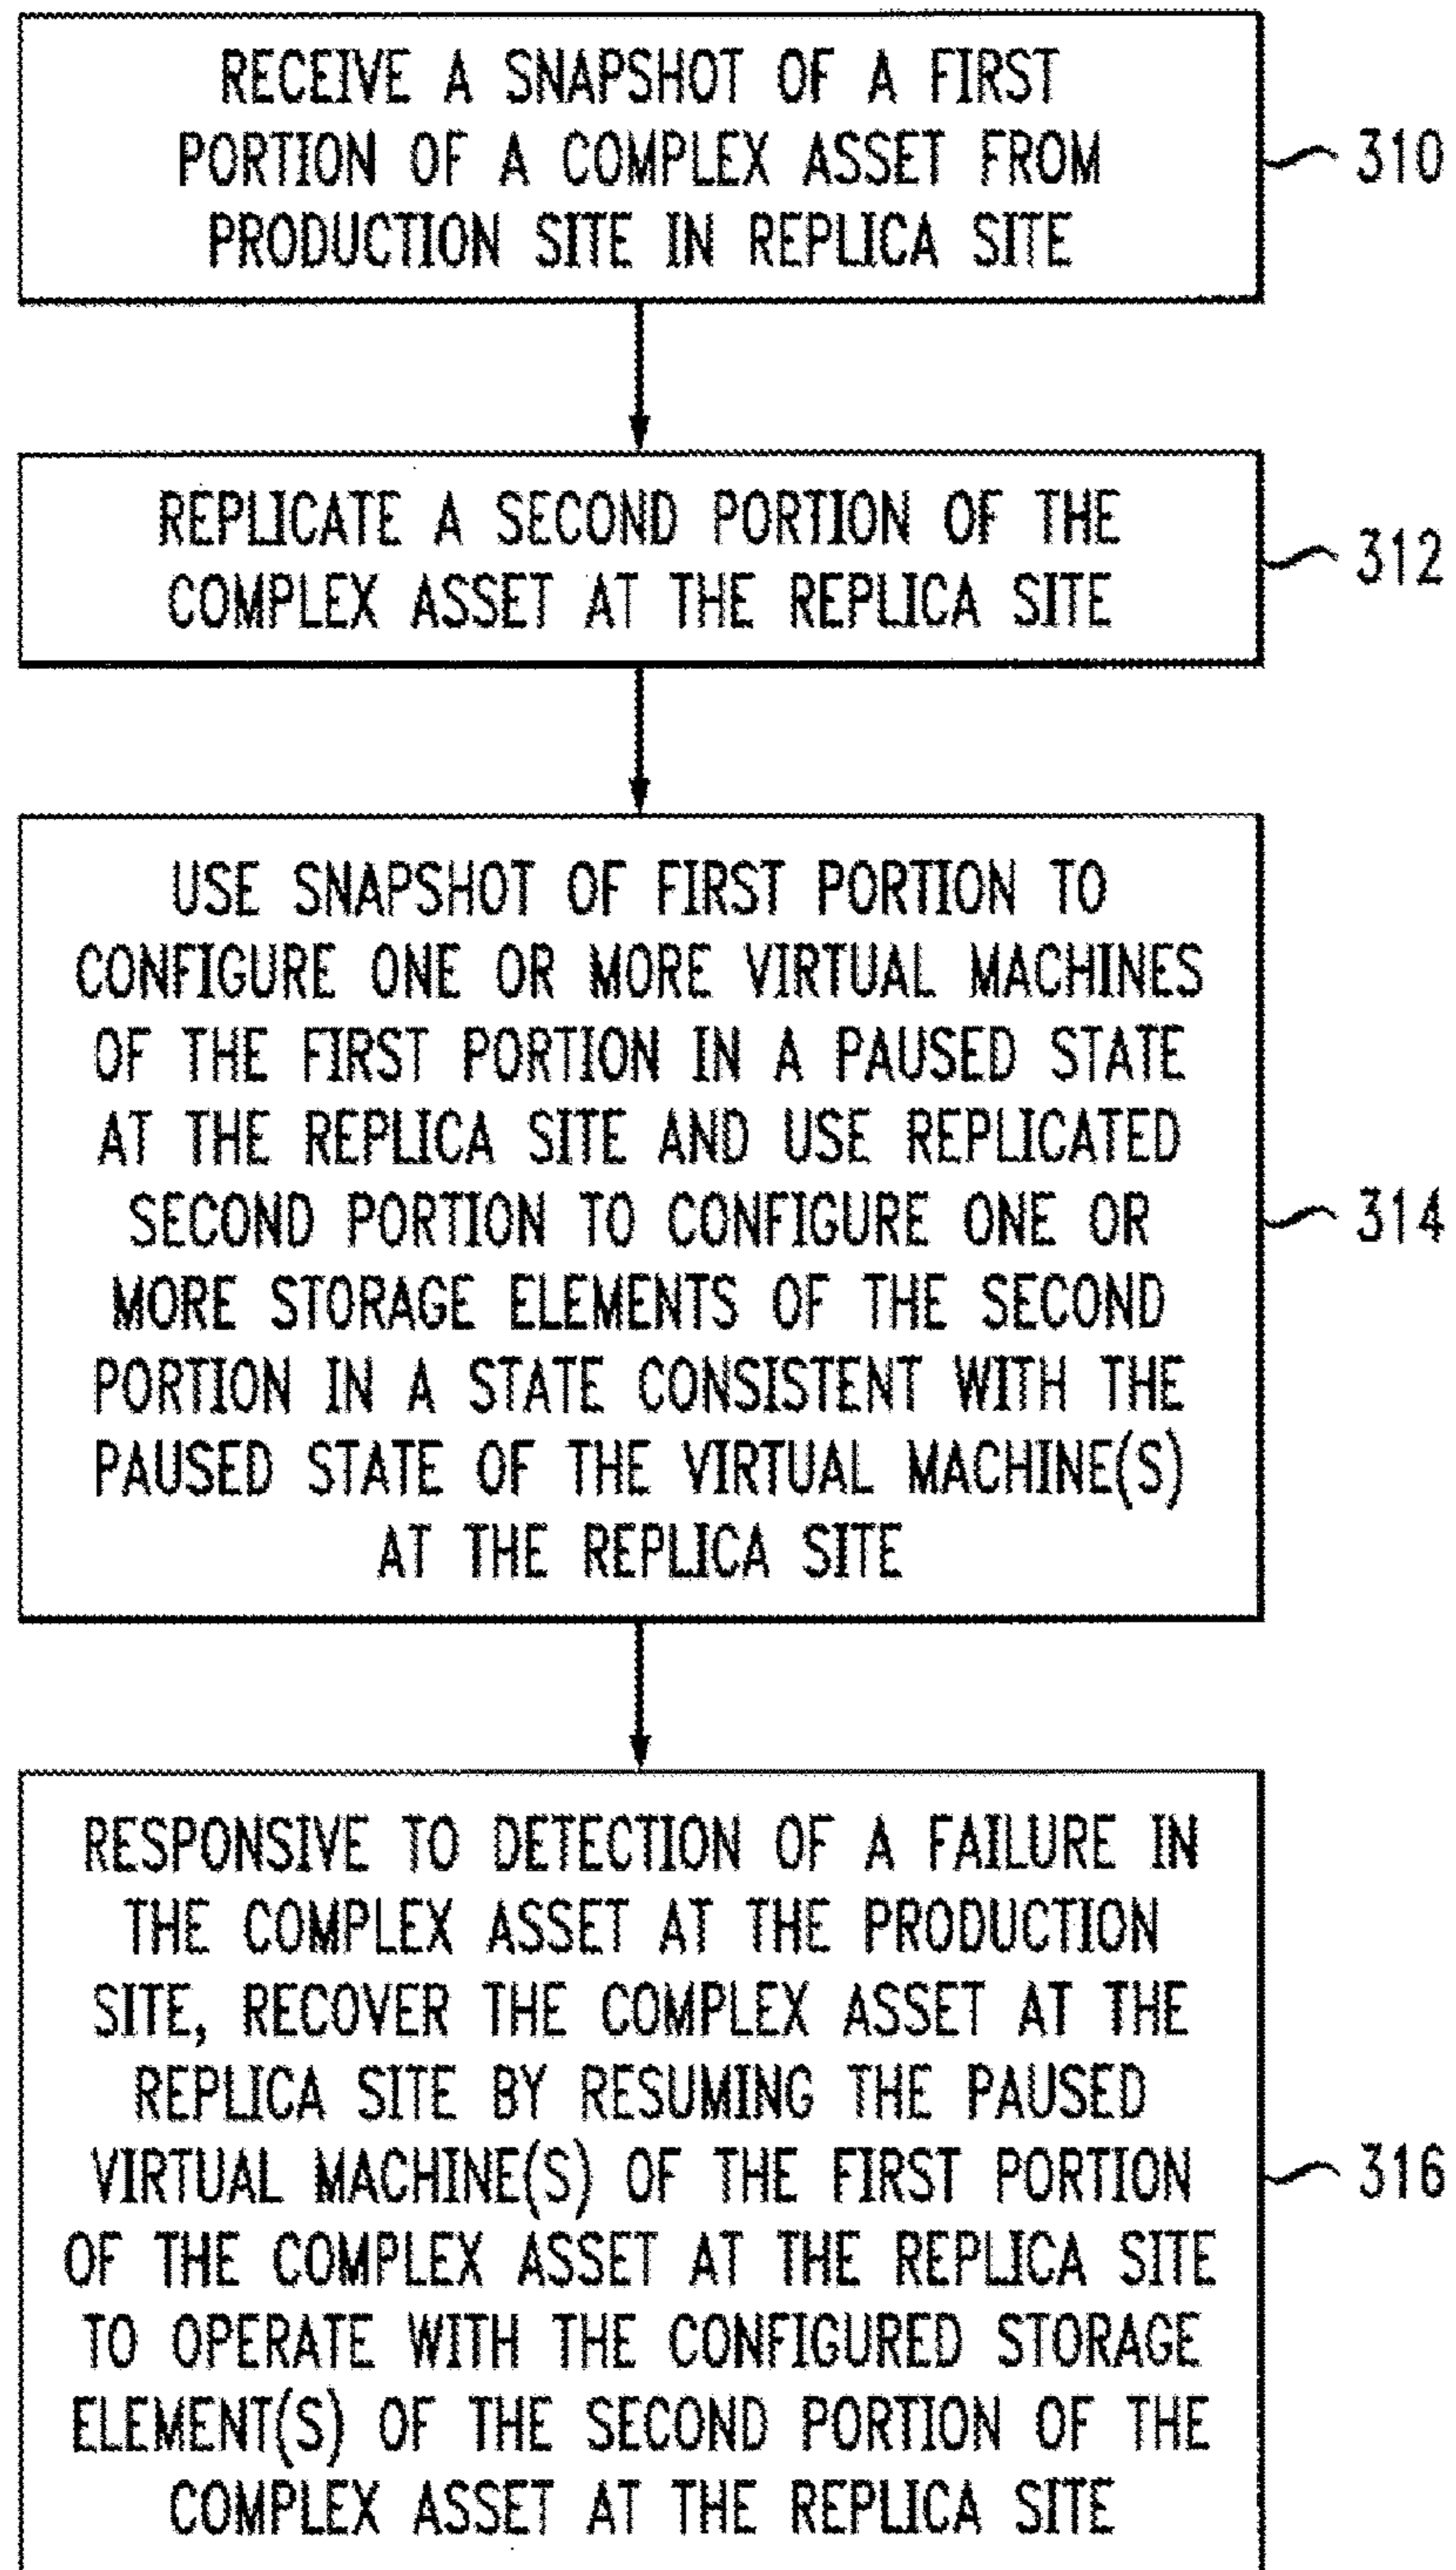 RECEIVE A SNAPSHOT OF A FIRST
PORTION OF A COMPLEX ASSET FROM
PRODUCTION SITE IN REPLICA SITE
310
REPLICATE A SECOND PORTION OF THE
COMPLEX ASSET AT THE REPLICA SITE
312
USE SNAPSHOT OF FIRST PORTION TO
CONFIGURE ONE OR MORE VIRTUAL MACHINES
OF THE FIRST PORTION IN A PAUSED STATE
AT THE REPLICA SITE AND USE REPLICATED
SECOND PORTION TO CONFIGURE ONE OR
MORE STORAGE ELEMENTS OF THE SECOND
PORTION IN A STATE CONSISTENT WITH THE
PAUSED STATE OF THE VIRTUAL MACHINE(S)
AT THE REPLICA SITE
314
RESPONSIVE TO DETECTION OF A FAILURE IN
THE COMPLEX ASSET AT THE PRODUCTION
SITE, RECOVER THE COMPLEX ASSET AT THE
REPLICA SITE BY RESUMING THE PAUSED
VIRTUAL MACHINE(S) OF THE FIRST PORTION
OF THE COMPLEX ASSET AT THE REPLICA SITE
TO OPERATE WITH THE CONFIGURED STORAGE
ELEMENT(S) OF THE SECOND PORTION OF THE
COMPLEX ASSET AT THE REPLICA SITE
316